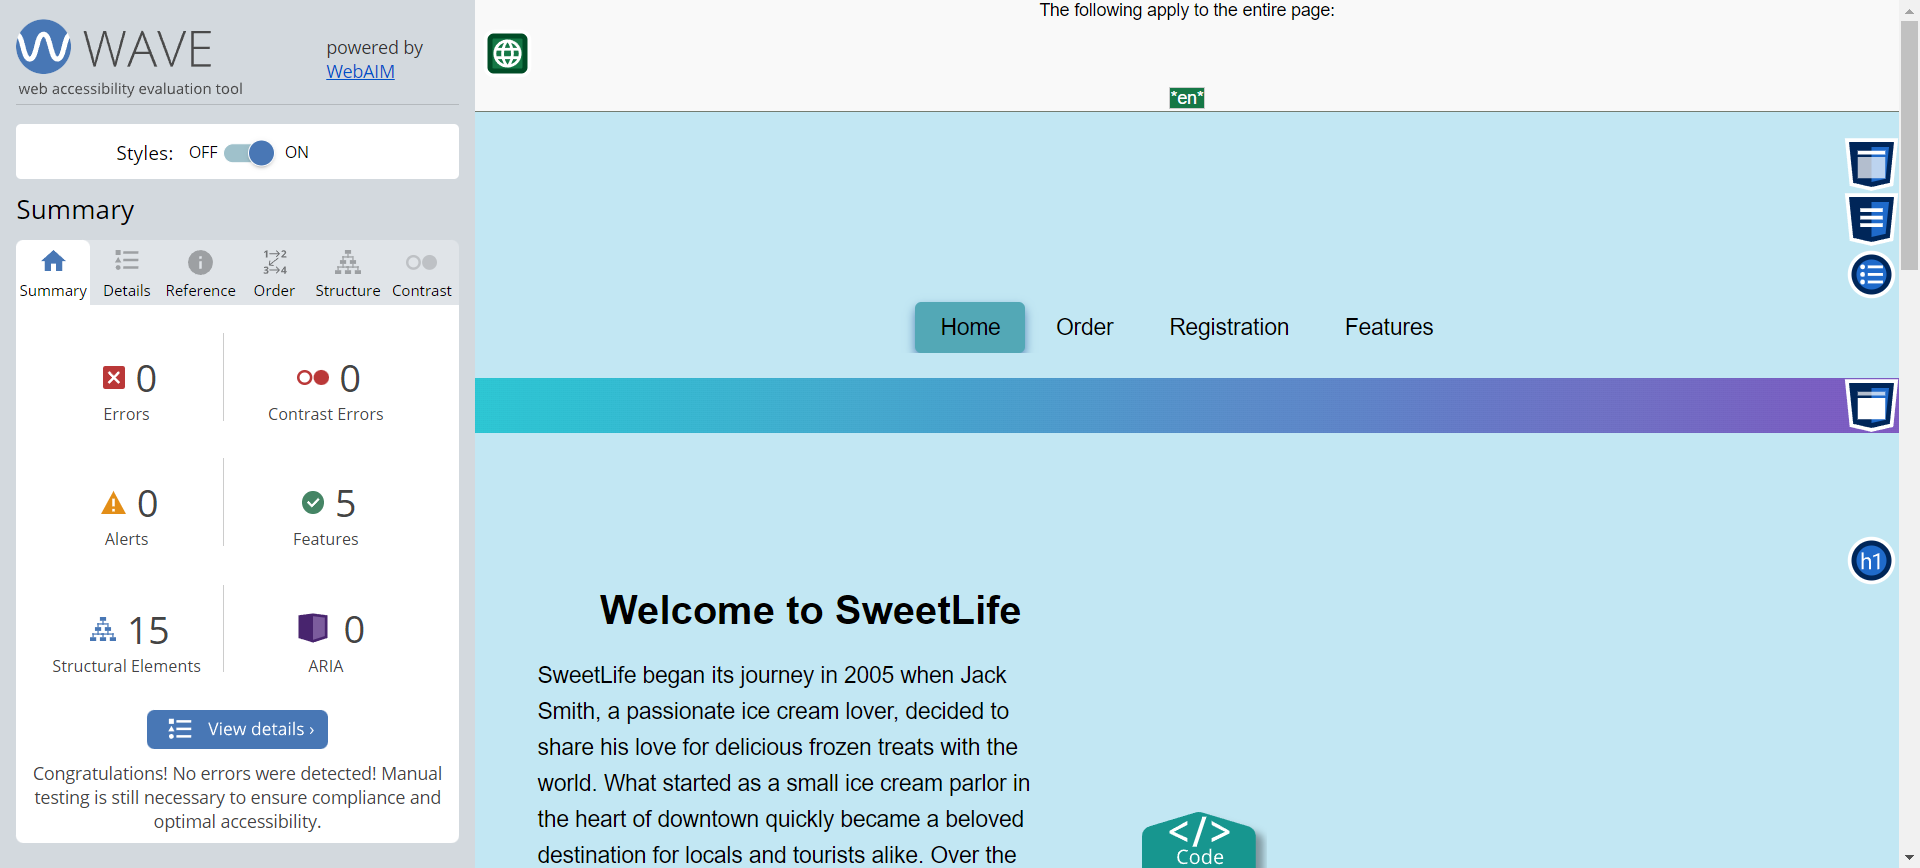 WAVE
powered by
WebAIM
web accessibility evaluation tool
Styles: OFF ON
Summary
1→2
3→4
Summary Details Reference Order Structure Contrast
0
Errors
0
Contrast Errors
0
Alerts
5
Features
15
Structural Elements
0
ARIA
View details ›
Congratulations! No errors were detected! Manual
testing is still necessary to ensure compliance and
optimal accessibility.
The following apply to the entire page:
*en*
Home Order Registration Features
h1
Welcome to SweetLife
SweetLife began its journey in 2005 when Jack
Smith, a passionate ice cream lover, decided to
share his love for delicious frozen treats with the
world. What started as a small ice cream parlor in
the heart of downtown quickly became a beloved
destination for locals and tourists alike. Over the
</>
Code